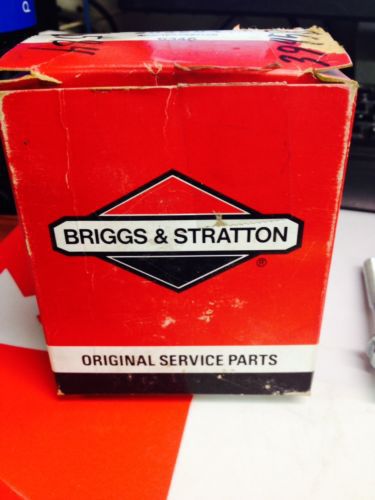 BRIGGS & STRATTON
®
ORIGINAL SERVICE PARTS